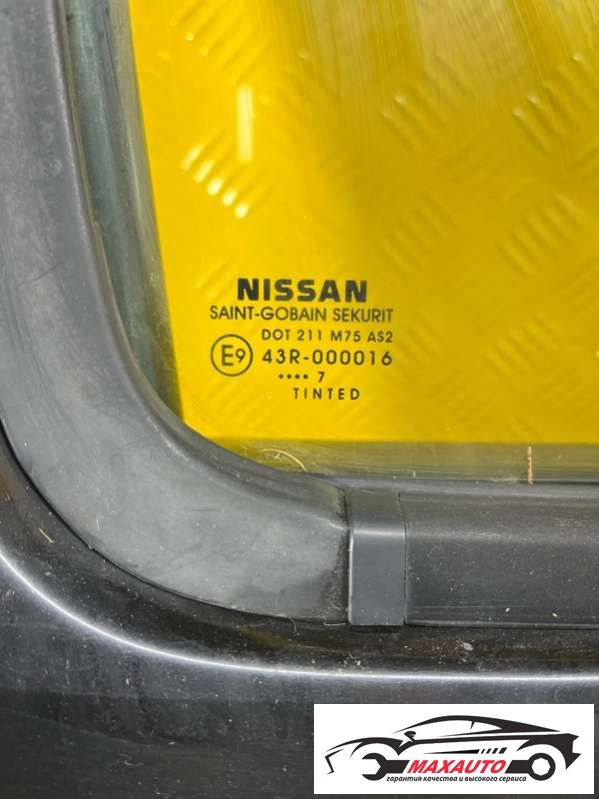 NISSAN
SAINT-GOBAIN SEKURIT
DOT 211 M75 AS2
E9 43R-000016
•••• 7
TINTED
MAXAUTO
гарантия качества и высокого сервиса